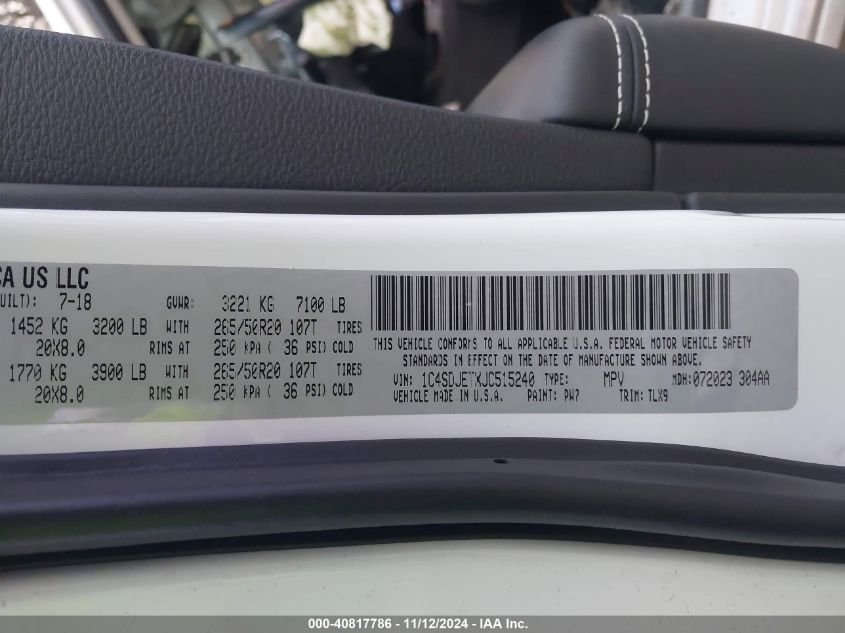 CA US LLC
UILT): 7-18 GVWR: 3221 KG 7100 LB
1452 KG 3200 LB WITH 265/50R20 107T TIRES
20X8.0 RIMS AT 250 KPA ( 36 PSI) COLD
1770 KG 3900 LB WITH 265/50R20 107T TIRES
20X8.0 RIMS AT 250 KPA ( 36 PSI) COLD
THIS VEHICLE CONFORMS TO ALL APPLICABLE U.S.A. FEDERAL MOTOR VEHICLE SAFETY
STANDARDS IN EFFECT ON THE DATE OF MANUFACTURE SHOWN ABOVE.
VIN: 1C4SDJETXJC515240 TYPE: MPV MDH: 072023 304AA
VEHICLE MADE IN U.S.A. PAINT: PW7 TRIM: TLX9
000-40817786 - 11/12/2024 - IAA Inc.